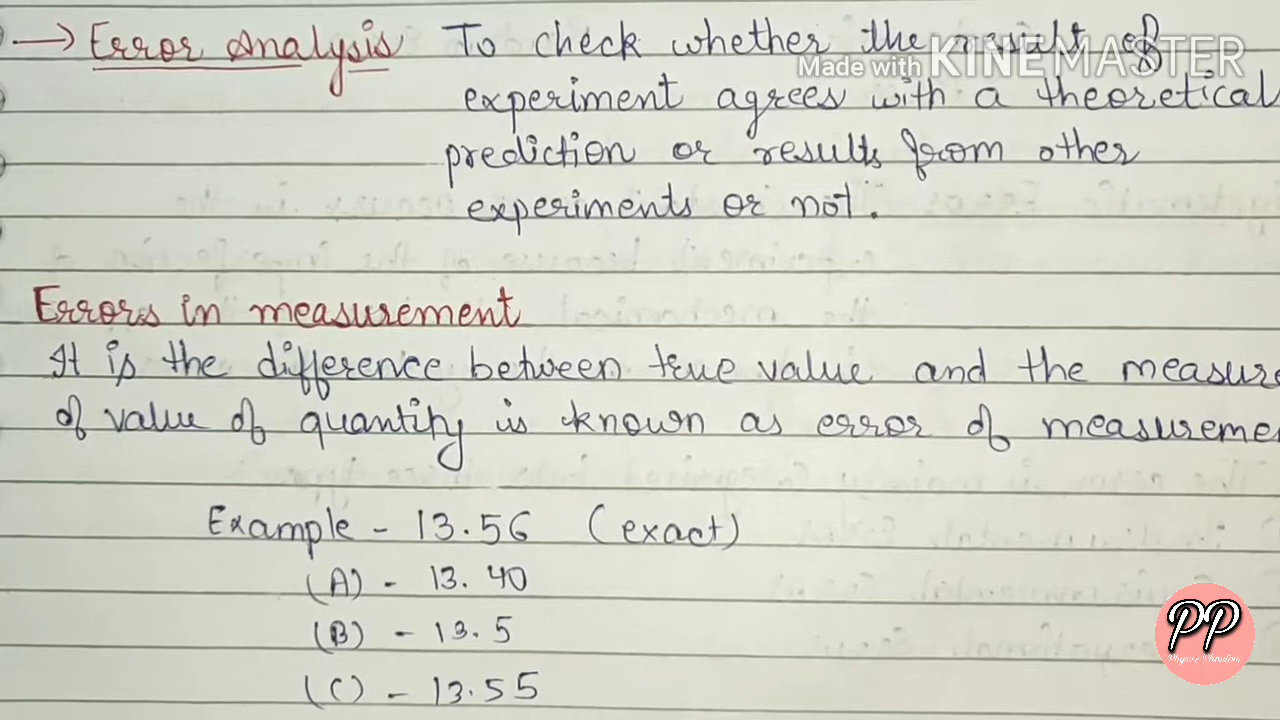 → Error Analysis To check whether the result of
Made with KINEMASTER
experiment agrees with a theoretical
prediction or results from other
experiments or not.
Errors in measurement
It is the difference between true value and the measure
of value of quantity is known as error of measureme
Example - 13.56 (exact)
(A) - 13.40
(B) - 13.5
(C) - 13.55
PP